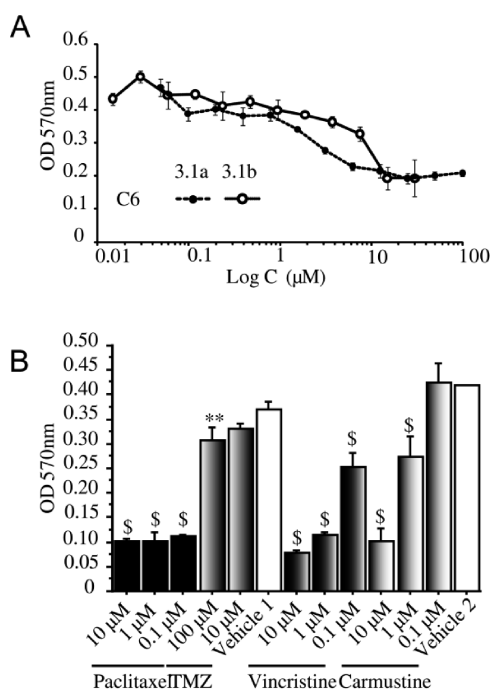 A
0.6
0.5
0.4
0.3
0.2
0.1
0
OD 570nm
3.1a 3.1b
C6
0.01 0.1 1 10 100
Log C (µM)
B
0.50
0.45
0.40
0.35
0.30
0.25
0.20
0.15
0.10
0.05
0
OD 570nm
$ $ $ ** $ $ $ $ $
10 µM 1 µM 0.1 µM 100 µM 10 µM Vehicle 1 10 µM 1 µM 0.1 µM 10 µM 1 µM 0.1 µM Vehicle 2
Paclitaxel TMZ Vincristine Carmustine